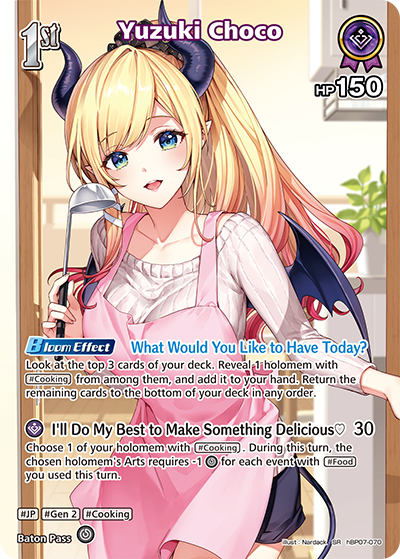 1st
Yuzuki Choco
HP150
Bloom Effect What Would You Like to Have Today?
Look at the top 3 cards of your deck. Reveal 1 holomem with
#Cooking from among them, and add it to your hand. Return the
remaining cards to the bottom of your deck in any order.
I'll Do My Best to Make Something Delicious♡ 30
Choose 1 of your holomem with #Cooking. During this turn, the
chosen holomem's Arts requires -1 for each event with #Food
you used this turn.
#JP #Gen 2 #Cooking
Baton Pass
illust: Nardack SR hBP07-070